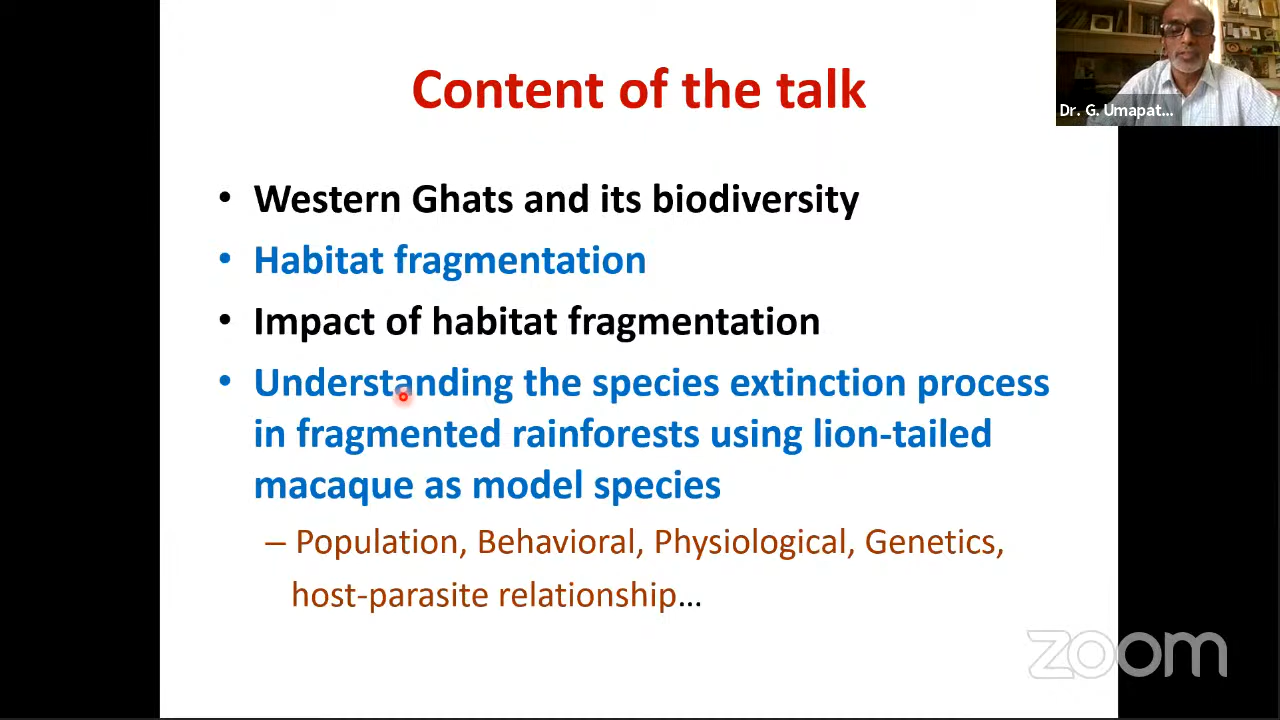 Content of the talk
Dr. G. Umapat...
• Western Ghats and its biodiversity
• Habitat fragmentation
• Impact of habitat fragmentation
• Understanding the species extinction process
in fragmented rainforests using lion-tailed
macaque as model species
– Population, Behavioral, Physiological, Genetics,
host-parasite relationship...
zoom